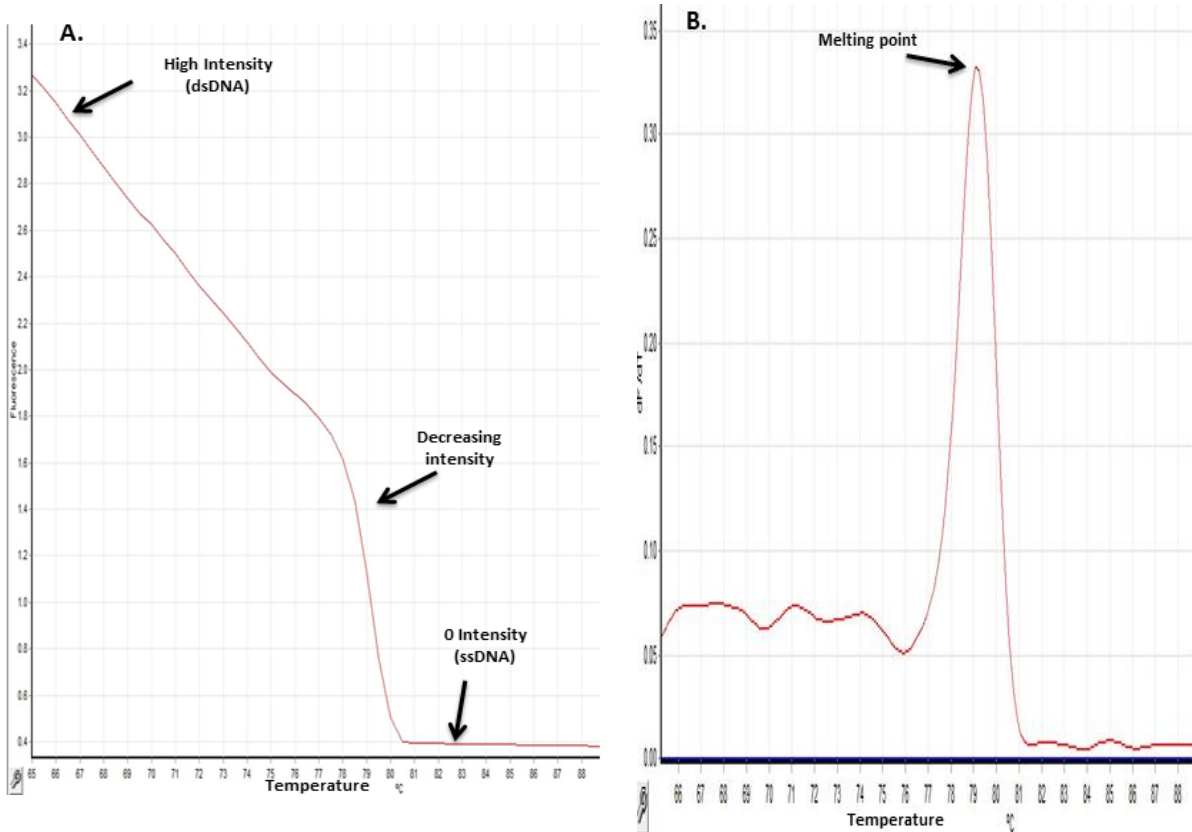 A.
High Intensity
(dsDNA)
3.4
3.2
3.0
2.8
2.6
2.4
2.2
2.0
1.8
1.6
1.4
1.2
1.0
0.8
0.6
0.4
Fluorescence
Decreasing
intensity
0 Intensity
(ssDNA)
65 66 67 68 69 70 71 72 73 74 75 76 77 78 79 80 81 82 83 84 85 86 87 88
Temperature
ºC
B.
Melting point
0.35
0.30
0.25
0.20
0.15
0.10
0.05
0.00
dF/dT
66 67 68 69 70 71 72 73 74 75 76 77 78 79 80 81 82 83 84 85 86 87 88
Temperature
ºC